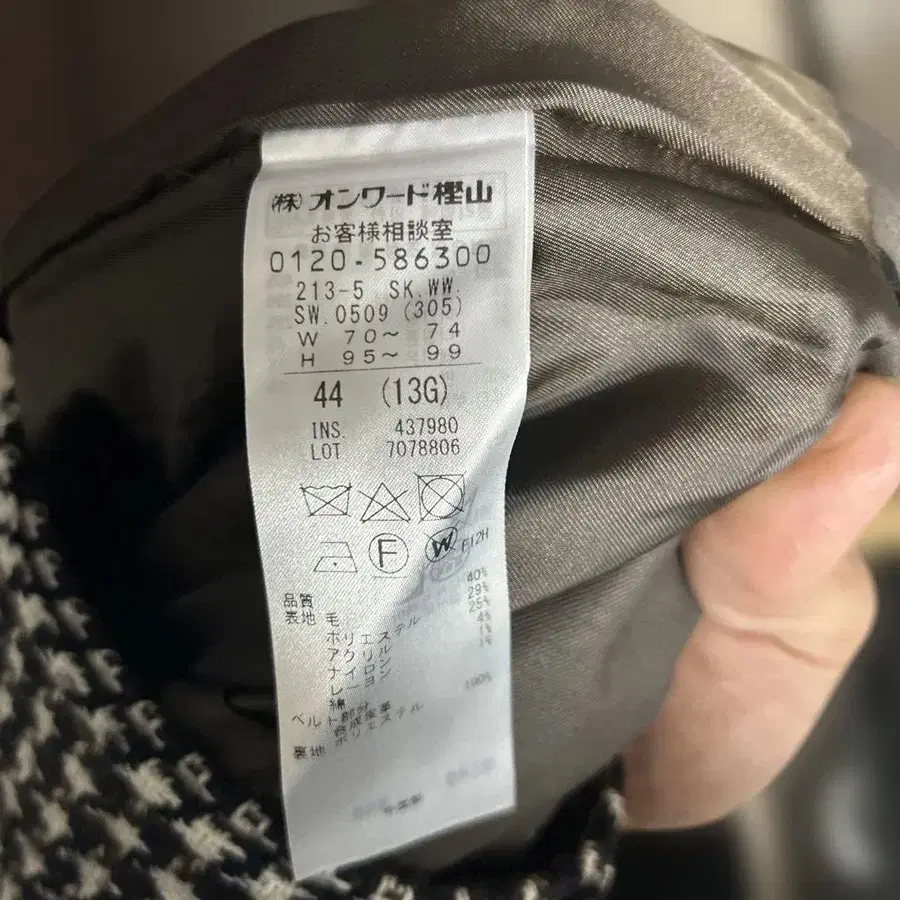 ㈱オンワード樫山
お客様相談室
0120-586300
213-5 SK.WW.
SW.0509 (305)
W 70〜 74
H 95〜 99
44 (13G)
INS. 437980
LOT 7078806
F
W F12H
品質
表地 毛 40%
ポリエステル 29%
アクリル 25%
ナイロン 4%
レーヨン 1%
綿 1%
ベルト部分
合成皮革
裏地 ポリエステル 100%